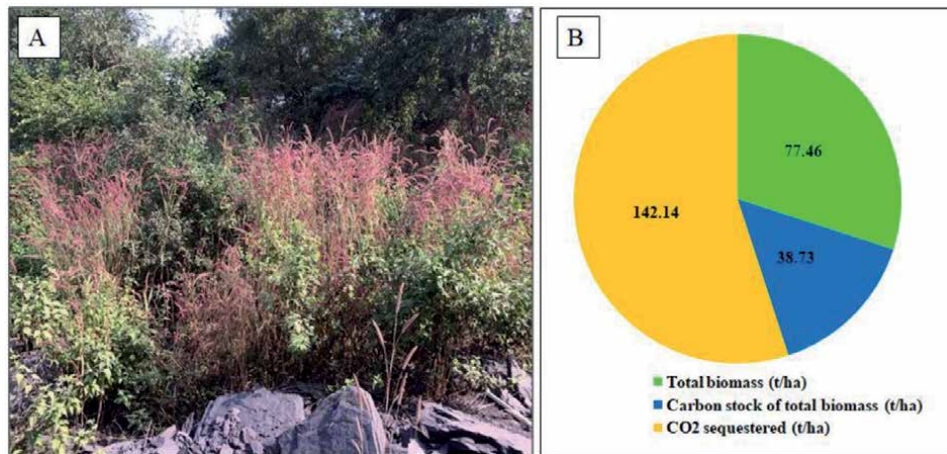 A
B
77.46
142.14
38.73
Total biomass (t/ha)
Carbon stock of total biomass (t/ha)
CO2 sequestered (t/ha)